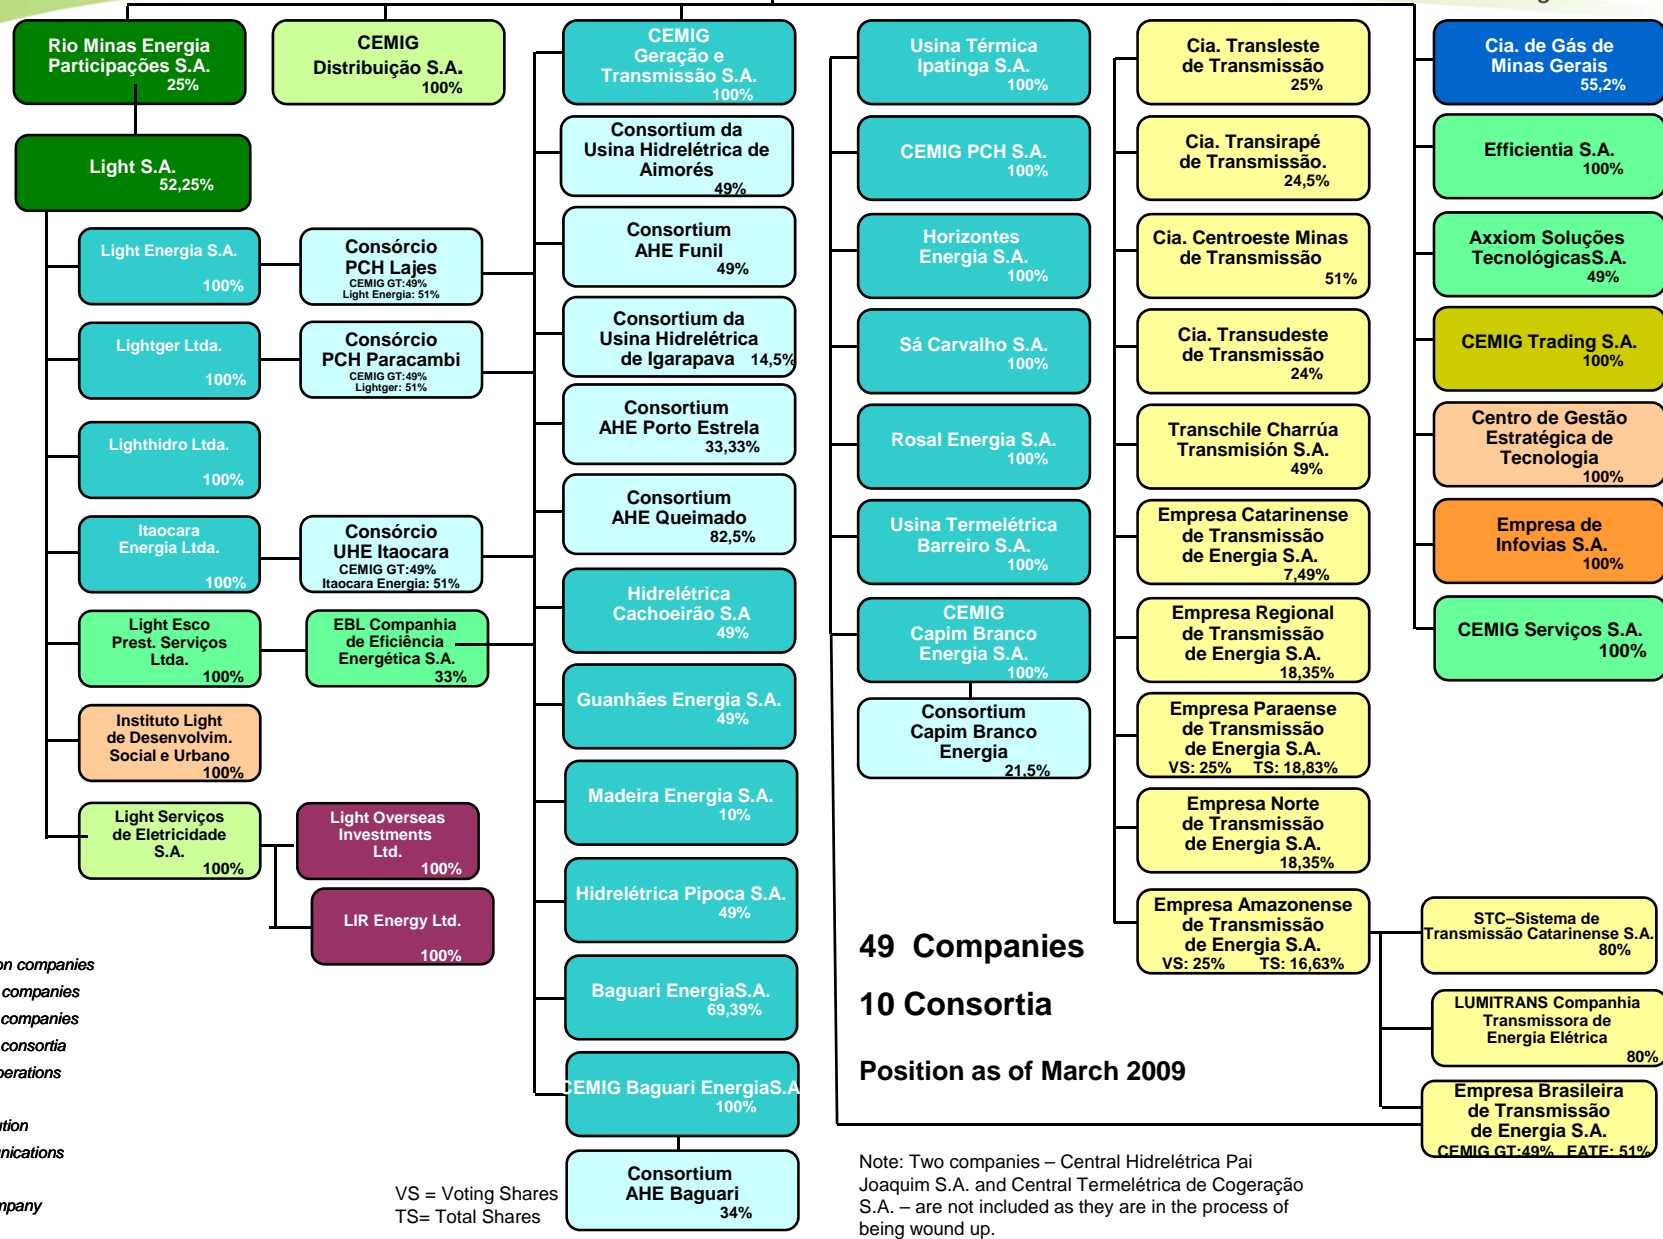 Rio Minas Energia
Participações S.A.
25%
Light S.A.
52,25%
Light Energia S.A.
100%
Lightger Ltda.
100%
Lighthidro Ltda.
100%
Itaocara
Energia Ltda.
100%
Light Esco
Prest. Serviços
Ltda.
100%
Instituto Light
de Desenvolvim.
Social e Urbano
100%
Light Serviços
de Eletricidade
S.A.
100%
Consórcio
PCH Lajes
CEMIG GT:49%
Light Energia: 51%
Consórcio
PCH Paracambi
CEMIG GT:49%
Lightger: 51%
Consórcio
UHE Itaocara
CEMIG GT:49%
Itaocara Energia: 51%
EBL Companhia
de Eficiência
Energética S.A.
33%
Light Overseas
Investments
Ltd.
100%
LIR Energy Ltd.
100%
CEMIG
Distribuição S.A.
100%
CEMIG
Geração e
Transmissão S.A.
100%
Consortium da
Usina Hidrelétrica de
Aimorés
49%
Consortium
AHE Funil
49%
Consortium da
Usina Hidrelétrica
de Igarapava 14,5%
Consortium
AHE Porto Estrela
33,33%
Consortium
AHE Queimado
82,5%
Hidrelétrica
Cachoeirão S.A
49%
Guanhães Energia S.A.
49%
Madeira Energia S.A.
10%
Hidrelétrica Pipoca S.A.
49%
Baguari EnergiaS.A.
69,39%
CEMIG Baguari EnergiaS.A
100%
Consortium
AHE Baguari
34%
Usina Térmica
Ipatinga S.A.
100%
CEMIG PCH S.A.
100%
Horizontes
Energia S.A.
100%
Sá Carvalho S.A.
100%
Rosal Energia S.A.
100%
Usina Termelétrica
Barreiro S.A.
100%
CEMIG
Capim Branco
Energia S.A.
100%
Consortium
Capim Branco
Energia
21,5%
Cia. Transleste
de Transmissão
25%
Cia. Transirapé
de Transmissão.
24,5%
Cia. Centroeste Minas
de Transmissão
51%
Cia. Transudeste
de Transmissão
24%
Transchile Charrúa
Transmisión S.A.
49%
Empresa Catarinense
de Transmissão
de Energia S.A.
7,49%
Empresa Regional
de Transmissão
de Energia S.A.
18,35%
Empresa Paraense
de Transmissão
de Energia S.A.
VS: 25% TS: 18,83%
Empresa Norte
de Transmissão
de Energia S.A.
18,35%
Empresa Amazonense
de Transmissão
de Energia S.A.
VS: 25% TS: 16,63%
STC–Sistema de
Transmissão Catarinense S.A.
80%
LUMITRANS Companhia
Transmissora de
Energia Elétrica
80%
Empresa Brasileira
de Transmissão
de Energia S.A.
CEMIG GT:49% EATE: 51%
Cia. de Gás de
Minas Gerais
55,2%
Efficientia S.A.
100%
Axxiom Soluções
TecnológicasS.A.
49%
CEMIG Trading S.A.
100%
Centro de Gestão
Estratégica de
Tecnologia
100%
Empresa de
Infovias S.A.
100%
CEMIG Serviços S.A.
100%
49 Companies
10 Consortia
Position as of March 2009
Note: Two companies – Central Hidrelétrica Pai
Joaquim S.A. and Central Termelétrica de Cogeração
S.A. – are not included as they are in the process of
being wound up.
VS = Voting Shares
TS= Total Shares
on companies
companies
companies
consortia